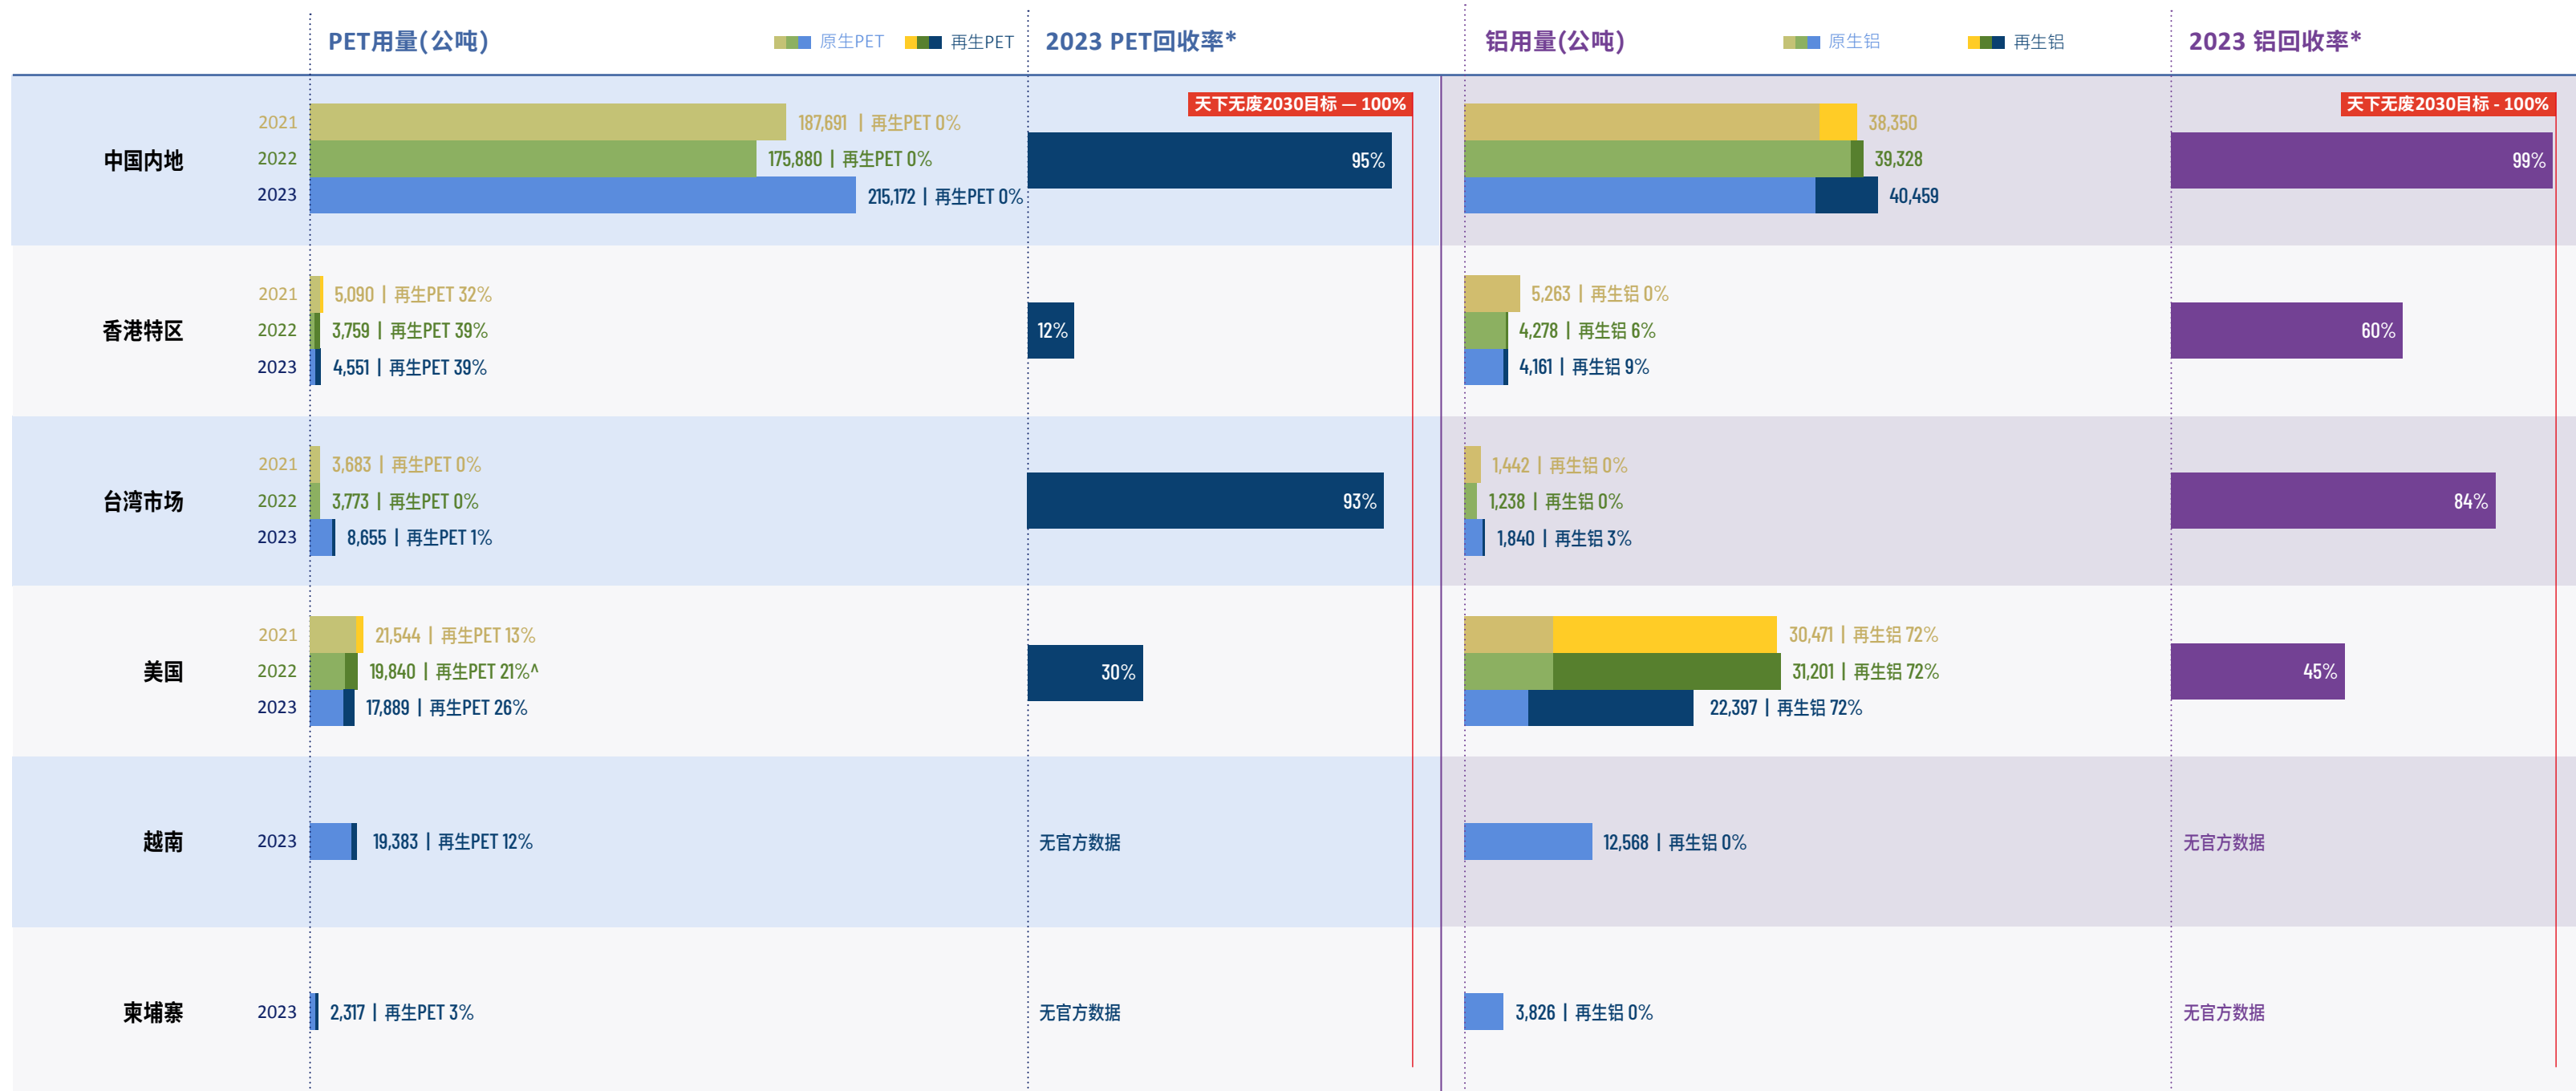 PET用量(公吨) 原生PET 再生PET 2023 PET回收率* 铝用量(公吨) 原生铝 再生铝 2023 铝回收率*
天下无废2030目标 — 100% 天下无废2030目标 - 100%
中国内地
2021 187,691 | 再生PET 0% 38,350
2022 175,880 | 再生PET 0% 39,328
2023 215,172 | 再生PET 0% 40,459
95% 99%
香港特区
2021 5,090 | 再生PET 32% 5,263 | 再生铝 0%
2022 3,759 | 再生PET 39% 4,278 | 再生铝 6%
2023 4,551 | 再生PET 39% 4,161 | 再生铝 9%
12% 60%
台湾市场
2021 3,683 | 再生PET 0% 1,442 | 再生铝 0%
2022 3,773 | 再生PET 0% 1,238 | 再生铝 0%
2023 8,655 | 再生PET 1% 1,840 | 再生铝 3%
93% 84%
美国
2021 21,544 | 再生PET 13% 30,471 | 再生铝 72%
2022 19,840 | 再生PET 21%^ 31,201 | 再生铝 72%
2023 17,889 | 再生PET 26% 22,397 | 再生铝 72%
30% 45%
越南 2023 19,383 | 再生PET 12% 无官方数据 12,568 | 再生铝 0% 无官方数据
柬埔寨 2023 2,317 | 再生PET 3% 无官方数据 3,826 | 再生铝 0% 无官方数据